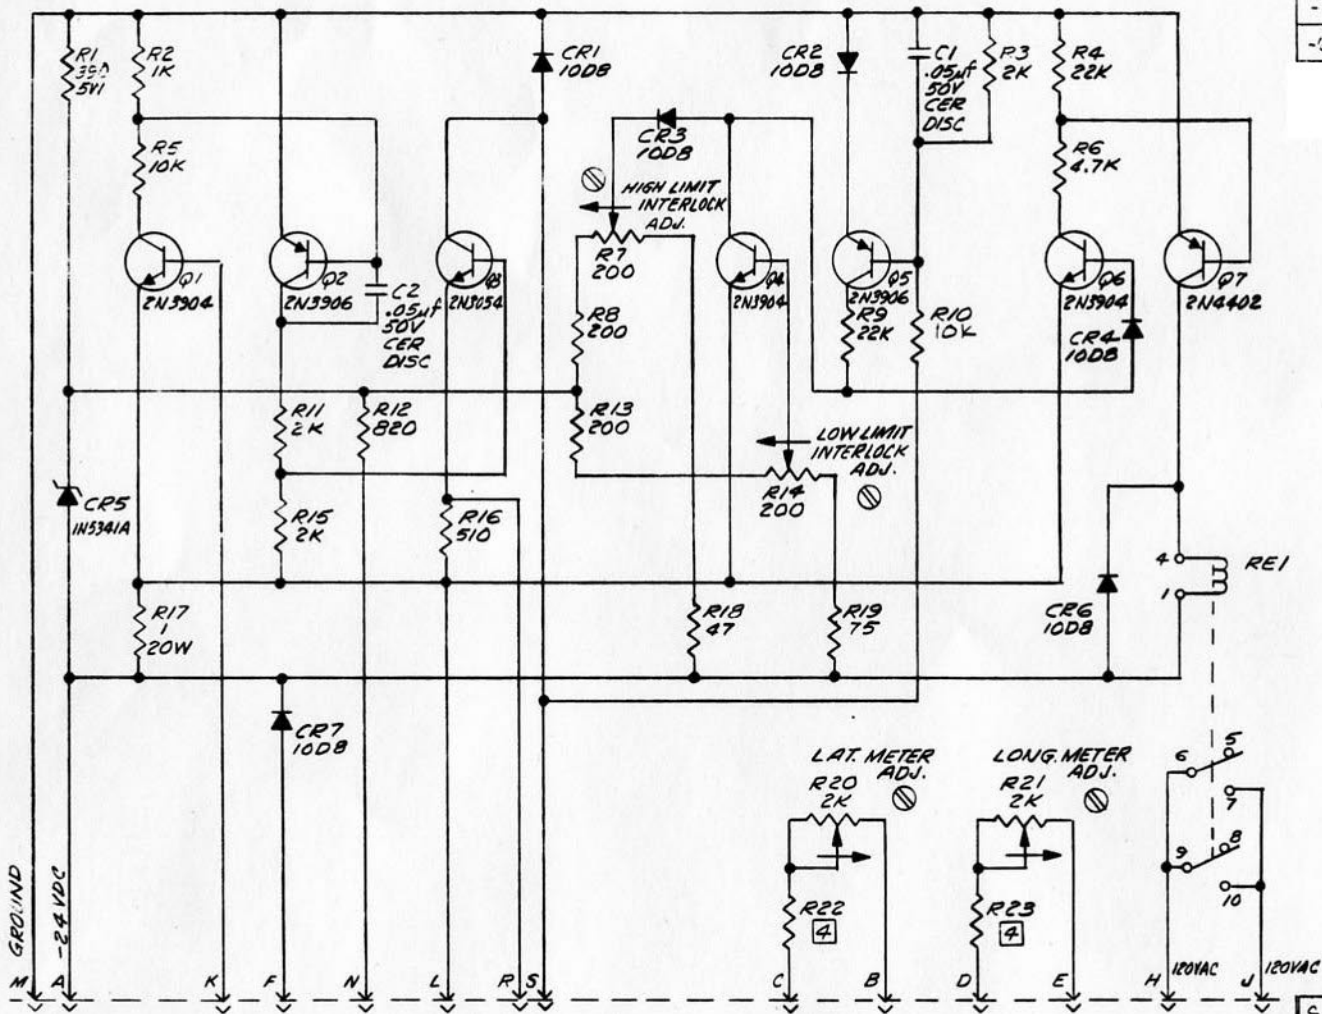 R1
390
5W
R2
1K
CR1
10D8
CR2
10D8
C1
.05µf
50V
CER
DISC
R3
2K
R4
22K
R5
10K
CR3
10D8
R6
4.7K
HIGH LIMIT
INTERLOCK
ADJ.
R7
200
Q1
2N3904
Q2
2N3906
C2
.05µf
50V
CER
DISC
Q3
2N3054
Q4
2N3904
Q5
2N3906
Q6
2N3904
Q7
2N4402
R8
200
R9
22K
R10
10K
CR4
10D8
R11
2K
R12
820
R13
200
LOW LIMIT
INTERLOCK
ADJ.
R14
200
CR5
1N5341A
R15
2K
R16
510
RE1
4
1
R17
1
20W
R18
47
R19
75
CR6
10D8
CR7
10D8
LAT. METER
ADJ.
R20
2K
LONG. METER
ADJ.
R21
2K
6
5
7
9
8
10
R22
4
R23
4
GROUND
-24VDC
M
A
K
F
N
L
R
S
C
B
D
E
H
120VAC
J
120VAC